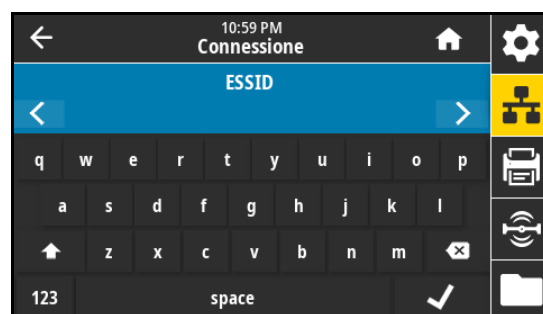 10:59 PM
Connessione
ESSID
q w e r t y u i o p
a s d f g h j k l
z x c v b n m
123 space